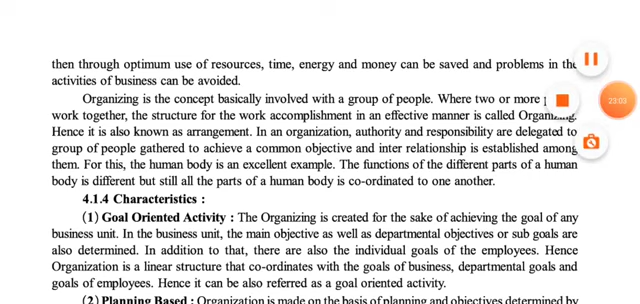 then through optimum use of resources, time, energy and money can be saved and problems in the
activities of business can be avoided.
Organizing is the concept basically involved with a group of people. Where two or more
work together, the structure for the work accomplishment in an effective manner is called Organizing.
Hence it is also known as arrangement. In an organization, authority and responsibility are delegated to
group of people gathered to achieve a common objective and inter relationship is established among
them. For this, the human body is an excellent example. The functions of the different parts of a human
body is different but still all the parts of a human body is co-ordinated to one another.
4.1.4 Characteristics :
(1) Goal Oriented Activity : The Organizing is created for the sake of achieving the goal of any
business unit. In the business unit, the main objective as well as departmental objectives or sub goals are
also determined. In addition to that, there are also the individual goals of the employees. Hence
Organization is a linear structure that co-ordinates with the goals of business, departmental goals and
goals of employees. Hence it can be also referred as a goal oriented activity.
(2) Planning Based : Organization is made on the basis of planning and objectives determined by
23:03